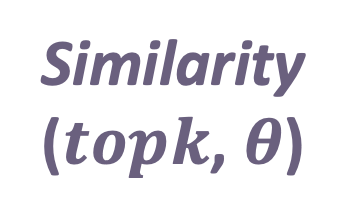 Similarity
(topk, θ)